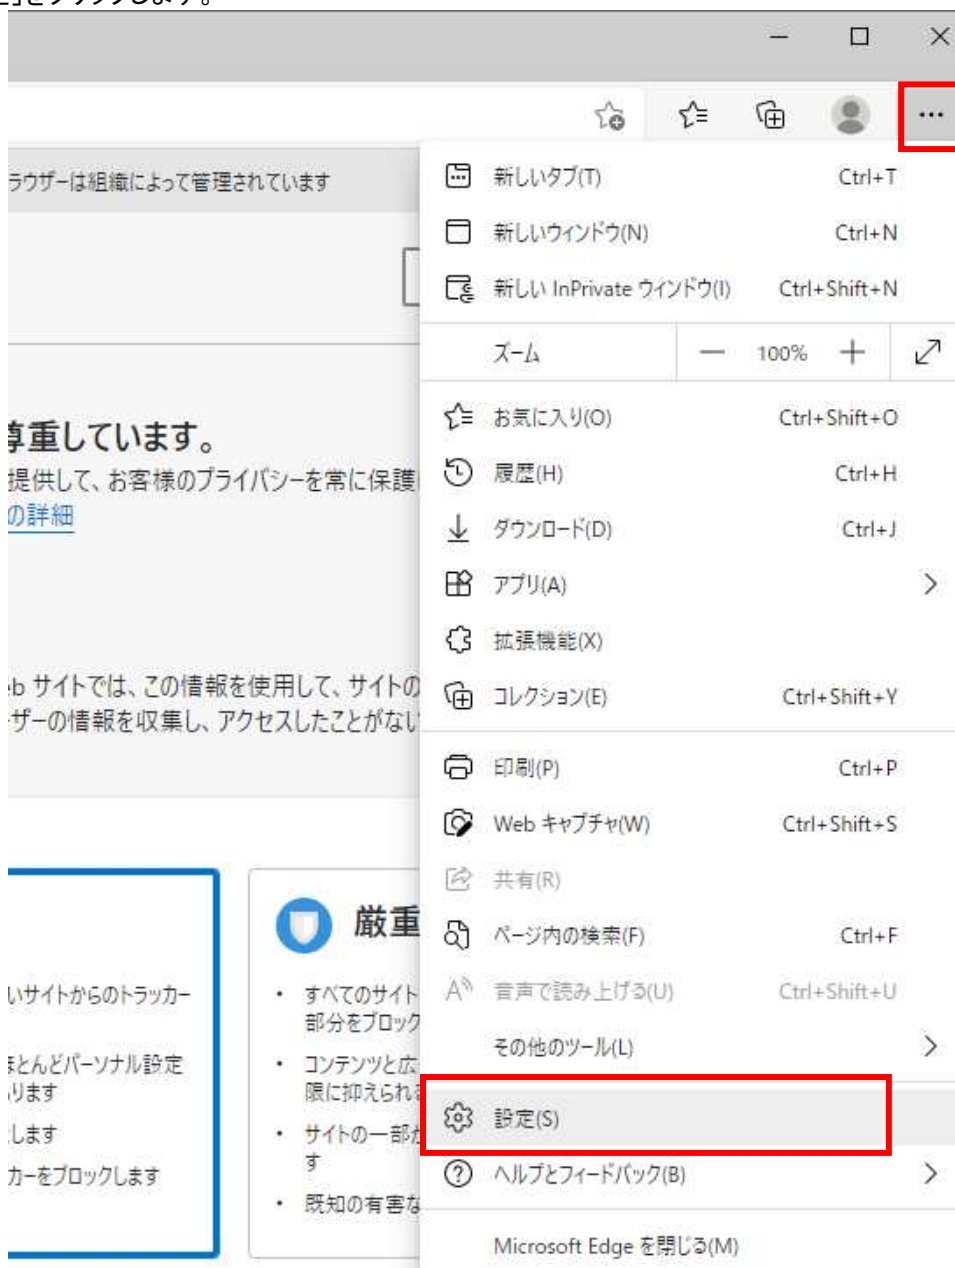 ]をクリックします。
ラウザーは組織によって管理されています
尊重しています。
提供して、お客様のプライバシーを常に保護
の詳細
eb サイトでは、この情報を使用して、サイトの
ーザーの情報を収集し、アクセスしたことがない
いサイトからのトラッカー
ほとんどパーソナル設定
ります
します
カーをブロックします
厳重
• すべてのサイト
部分をブロック
• コンテンツと広
限に抑えられ
• サイトの一部が
す
• 既知の有害な
新しいタブ(T) Ctrl+T
新しいウィンドウ(N) Ctrl+N
新しい InPrivate ウィンドウ(I) Ctrl+Shift+N
ズーム — 100% +
お気に入り(O) Ctrl+Shift+O
履歴(H) Ctrl+H
ダウンロード(D) Ctrl+J
アプリ(A)
拡張機能(X)
コレクション(E) Ctrl+Shift+Y
印刷(P) Ctrl+P
Web キャプチャ(W) Ctrl+Shift+S
共有(R)
ページ内の検索(F) Ctrl+F
音声で読み上げる(U) Ctrl+Shift+U
その他のツール(L)
設定(S)
ヘルプとフィードバック(B)
Microsoft Edge を閉じる(M)